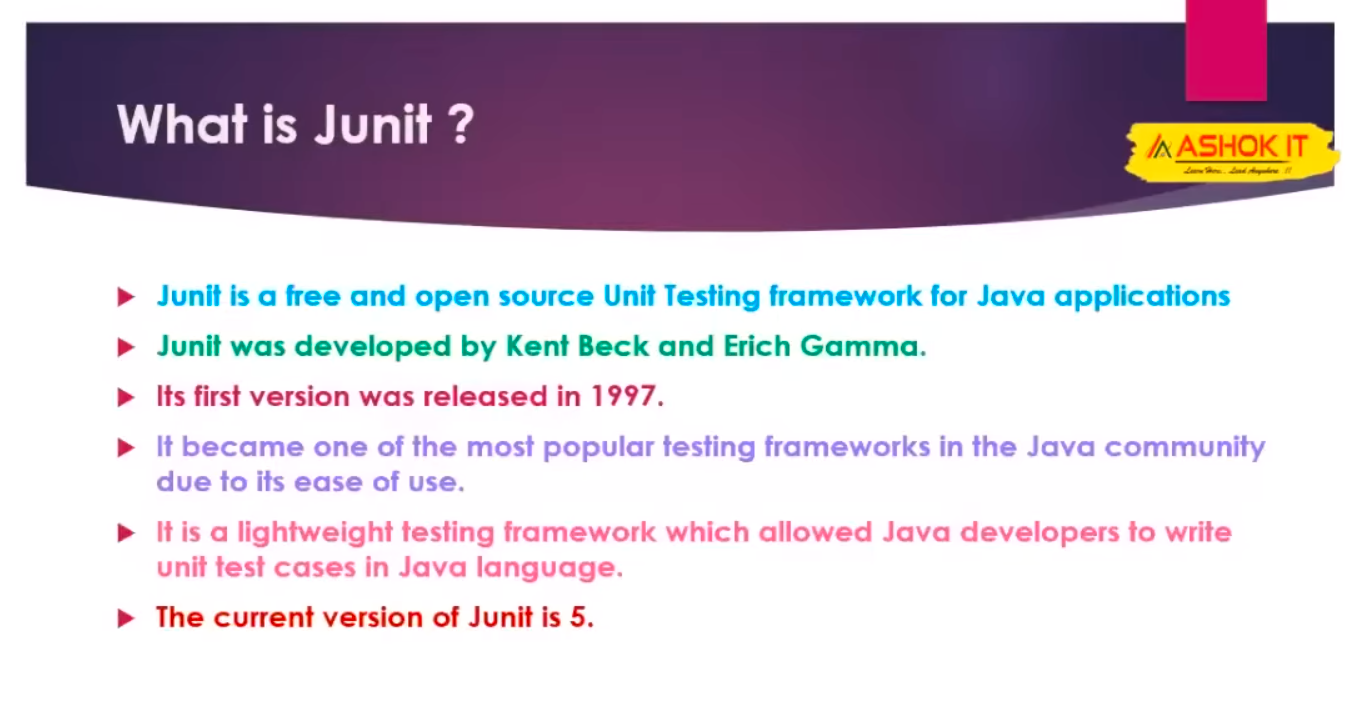 What is Junit ?
ASHOK IT
Learn Here.. Lead Anywhere..!!
Junit is a free and open source Unit Testing framework for Java applications
Junit was developed by Kent Beck and Erich Gamma.
Its first version was released in 1997.
It became one of the most popular testing frameworks in the Java community
due to its ease of use.
It is a lightweight testing framework which allowed Java developers to write
unit test cases in Java language.
The current version of Junit is 5.